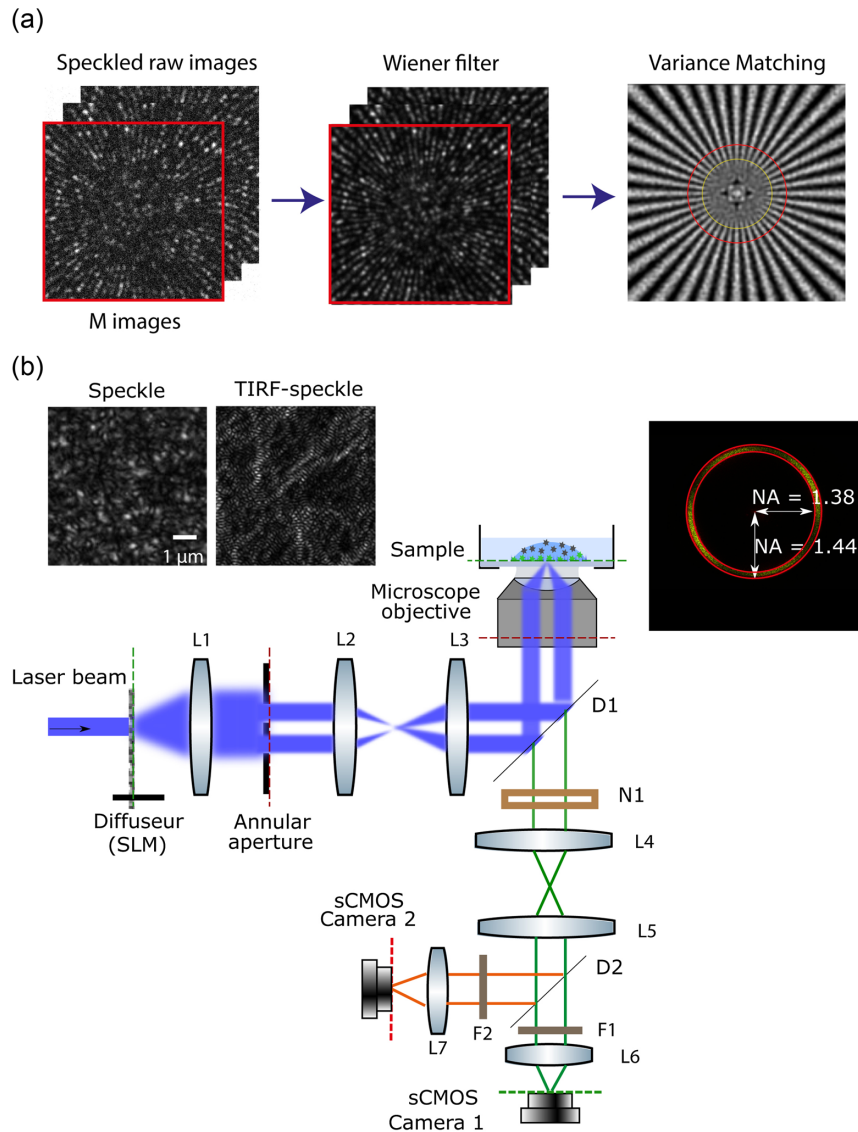 (a)
Speckled raw images
Wiener filter
Variance Matching
M images
(b)
Speckle
TIRF-speckle
1 μm
NA = 1.38
NA = 1.44
Sample
Microscope
objective
L1
L2
L3
Laser beam
D1
Diffuseur
(SLM)
Annular
aperture
N1
L4
sCMOS
Camera 2
L5
D2
L7
F2
F1
L6
sCMOS
Camera 1